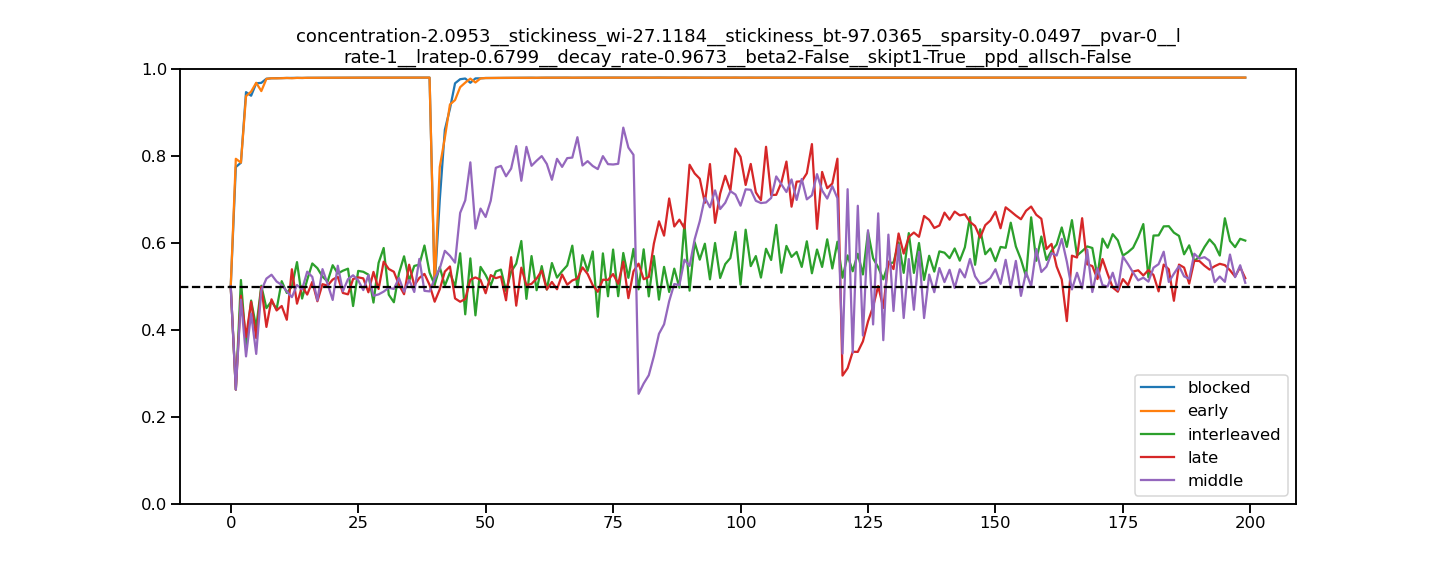 concentration-2.0953__stickiness_wi-27.1184__stickiness_bt-97.0365__sparsity-0.0497__pvar-0__l
rate-1__lratep-0.6799__decay_rate-0.9673__beta2-False__skipt1-True__ppd_allsch-False
1.0
0.8
0.6
0.4
0.2
0.0
0 25 50 75 100 125 150 175 200
blocked
early
interleaved
late
middle